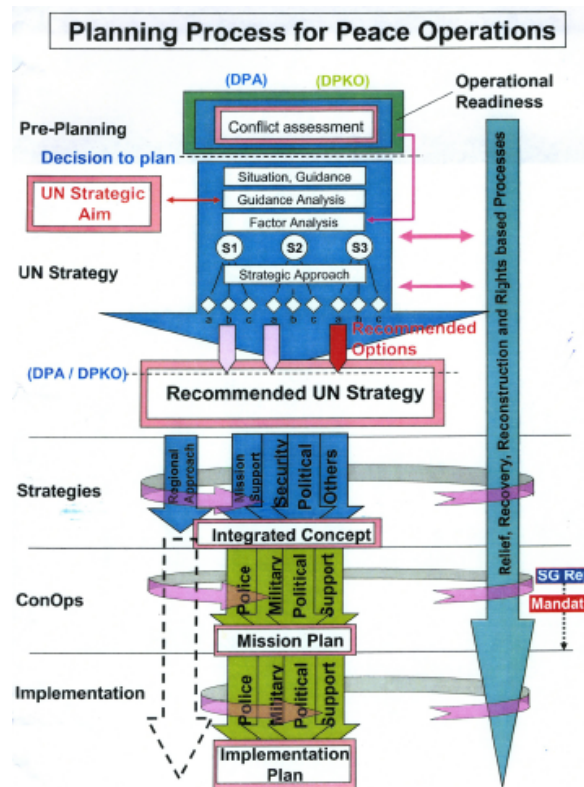 Planning Process for Peace Operations
(DPA)
(DPKO)
Operational
Readiness
Pre-Planning
Conflict assessment
Decision to plan
Situation, Guidance
UN Strategic
Aim
Guidance Analysis
Factor Analysis
S1
S2
S3
UN Strategy
Strategic Approach
a
b
c
a
b
c
a
b
c
Recommended
Options
(DPA / DPKO)
Recommended UN Strategy
Relief, Recovery, Reconstruction and Rights based Processes
Strategies
Regional
Approach
Mission
Support
Security
Political
Others
Integrated Concept
ConOps
Police
Military
Political
Support
SG Re
Mandat
Mission Plan
Implementation
Police
Military
Political
Support
Implementation
Plan